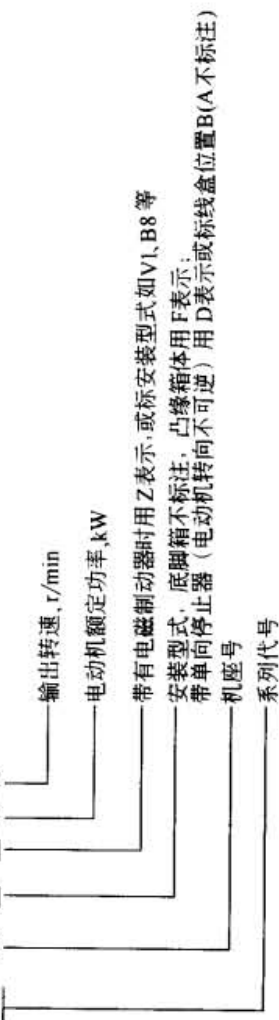 输出转速,r/min
电动机额定功率,kW
带有电磁制动器时用Z表示,或标安装型式如V1、B8等
安装型式，底脚箱不标注，凸缘箱体用F表示；
带单向停止器（电动机转向不可逆）用D表示或标线盒位置B(A不标注)
机座号
系列代号